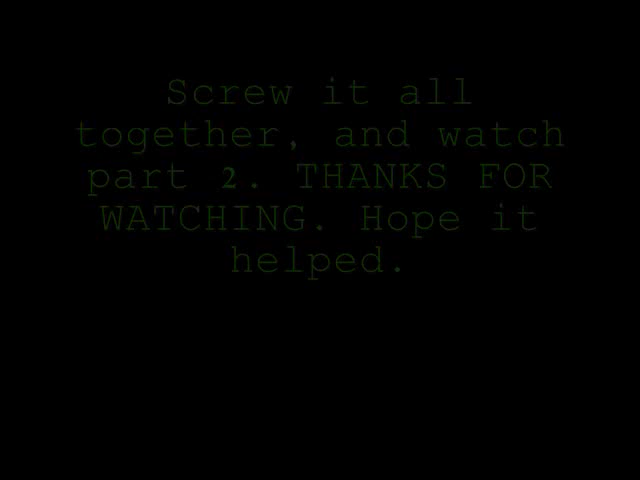 Screw it all
together, and watch
part 2. THANKS FOR
WATCHING. Hope it
helped.